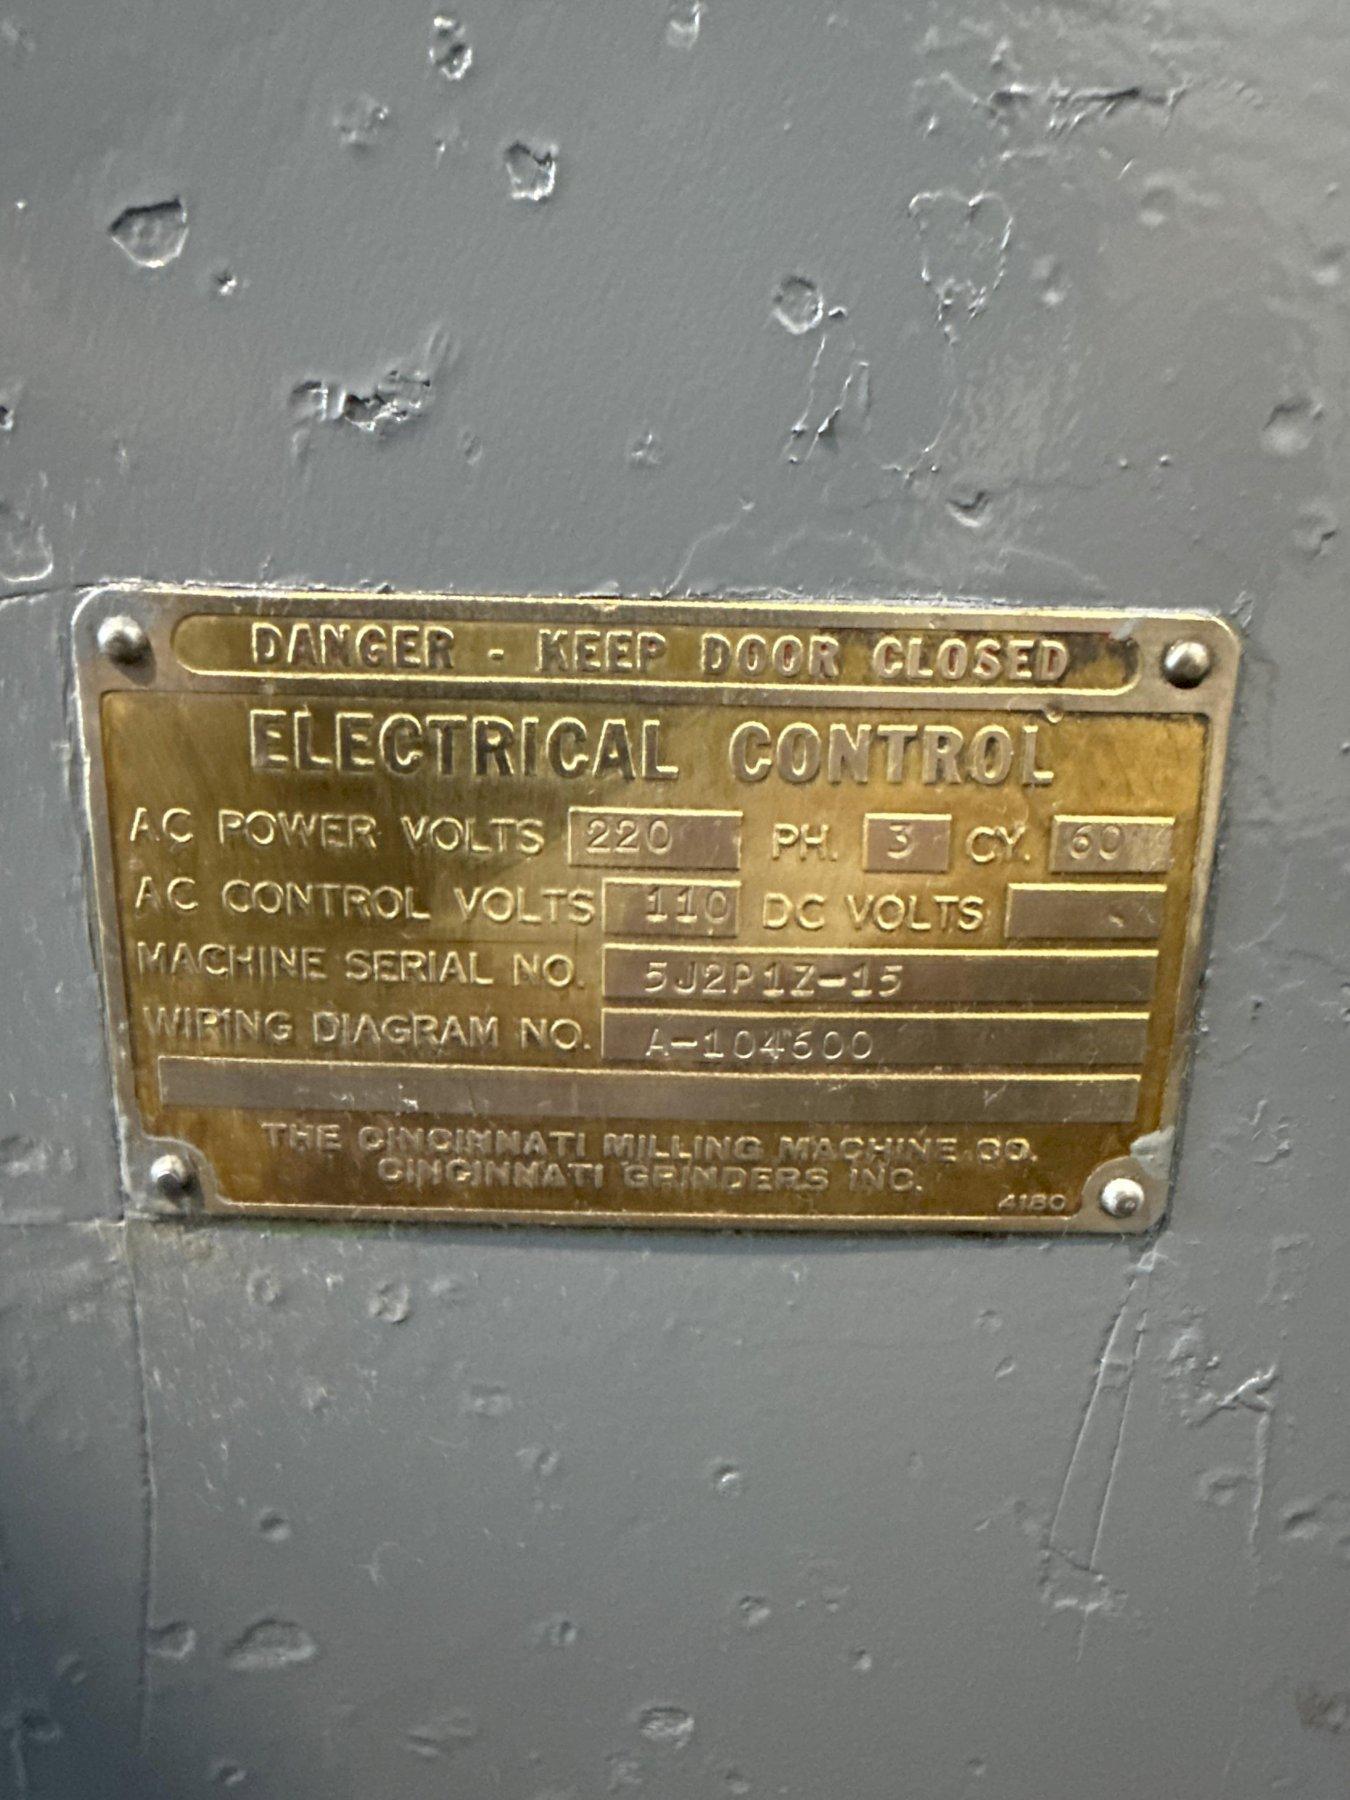 DANGER - KEEP DOOR CLOSED
ELECTRICAL CONTROL
AC POWER VOLTS 220 PH. 3 CY. 60
AC CONTROL VOLTS 110 DC VOLTS
MACHINE SERIAL NO. 5J2P1Z-15
WIRING DIAGRAM NO. A-104600
THE CINCINNATI MILLING MACHINE CO.
CINCINNATI GRINDERS INC.
4180